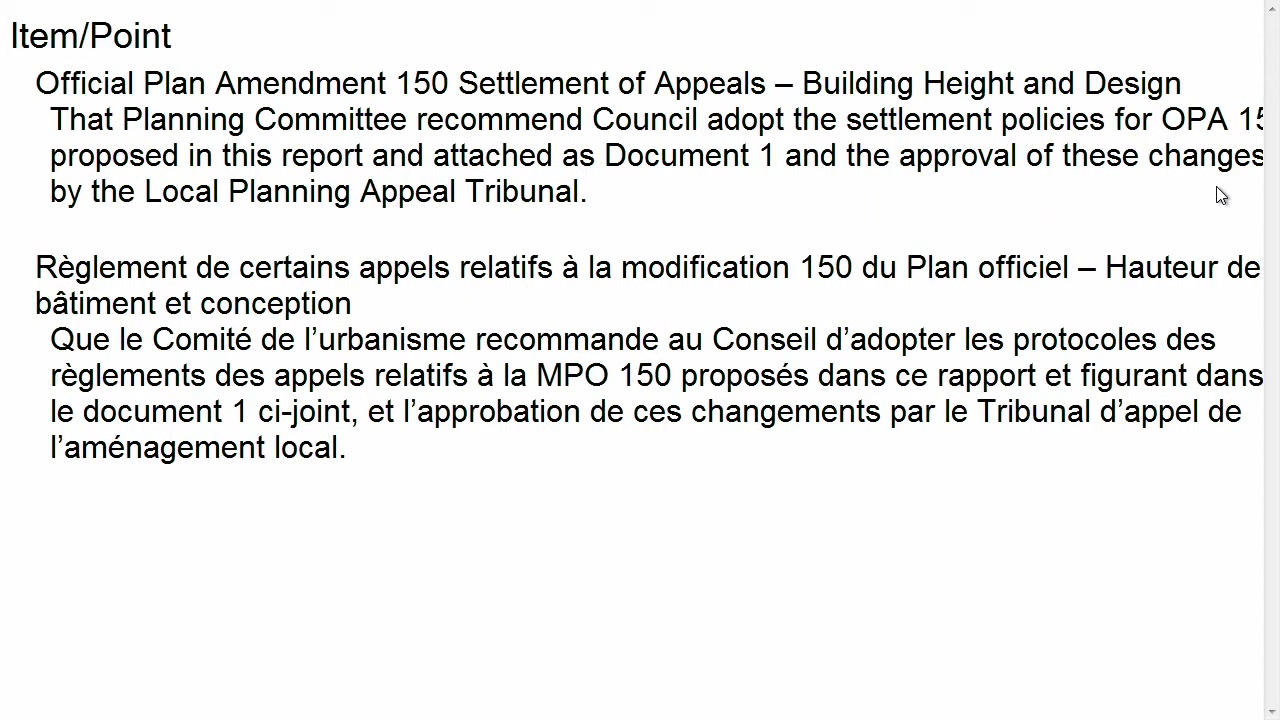 Item/Point
Official Plan Amendment 150 Settlement of Appeals – Building Height and Design
That Planning Committee recommend Council adopt the settlement policies for OPA 15
proposed in this report and attached as Document 1 and the approval of these changes
by the Local Planning Appeal Tribunal.
Règlement de certains appels relatifs à la modification 150 du Plan officiel – Hauteur de
bâtiment et conception
Que le Comité de l’urbanisme recommande au Conseil d’adopter les protocoles des
règlements des appels relatifs à la MPO 150 proposés dans ce rapport et figurant dans
le document 1 ci-joint, et l’approbation de ces changements par le Tribunal d’appel de
l’aménagement local.